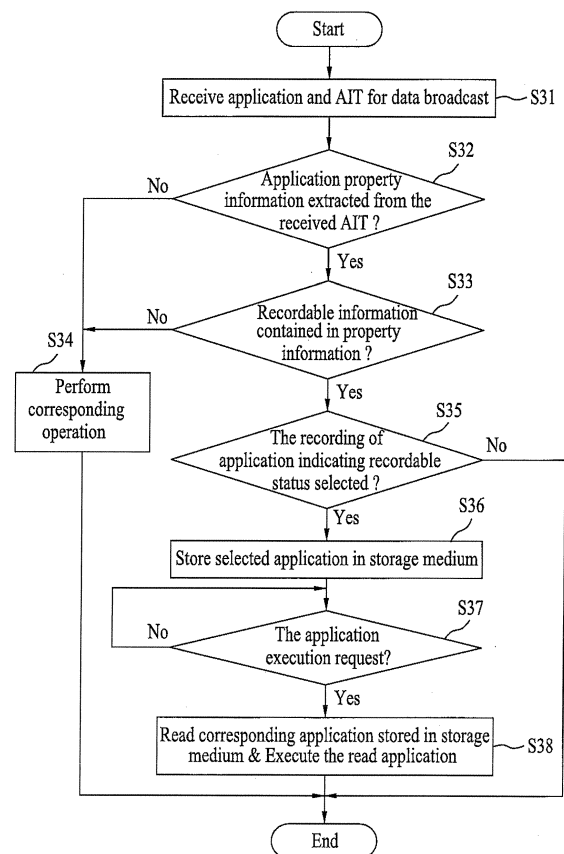 Start
Receive application and AIT for data broadcast
S31
S32
No
Application property
information extracted from the
received AIT ?
Yes
S33
No
Recordable information
contained in property
information ?
S34
Yes
Perform
corresponding
operation
S35
No
The recording of
application indicating recordable
status selected ?
Yes
S36
Store selected application in storage medium
S37
No
The application
execution request?
Yes
Read corresponding application stored in storage
medium & Execute the read application
S38
End